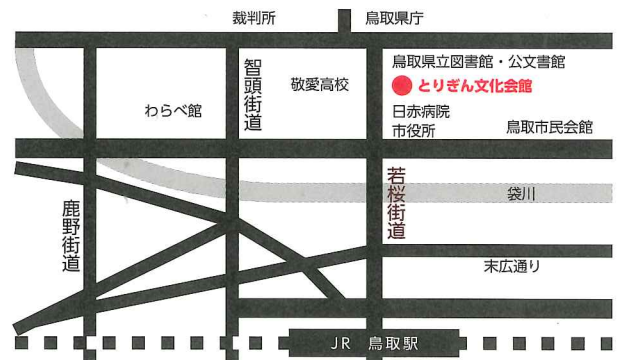 裁判所
鳥取県庁
鳥取県立図書館・公文書館
とりぎん文化会館
智頭街道
敬愛高校
わらべ館
日赤病院
市役所
鳥取市民会館
若桜街道
袋川
鹿野街道
末広通り
JR 鳥取駅